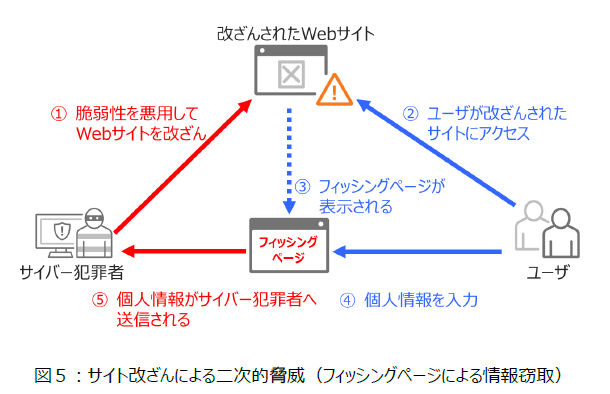 改ざんされたWebサイト
① 脆弱性を悪用して
Webサイトを改ざん
② ユーザが改ざんされた
サイトにアクセス
③ フィッシングページが
表示される
フィッシング
ページ
サイバー犯罪者
ユーザ
⑤ 個人情報がサイバー犯罪者へ
送信される
④ 個人情報を入力
図5：サイト改ざんによる二次的脅威（フィッシングページによる情報窃取）